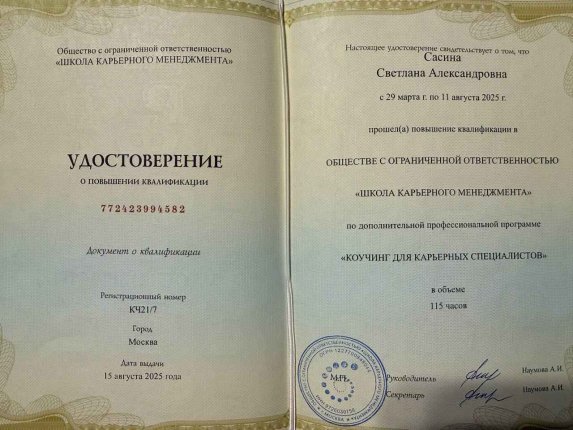 Общество с ограниченной ответственностью
«ШКОЛА КАРЬЕРНОГО МЕНЕДЖМЕНТА»
УДОСТОВЕРЕНИЕ
О ПОВЫШЕНИИ КВАЛИФИКАЦИИ
772423994582
Документ о квалификации
Регистрационный номер
КЧ21/7
Город
Москва
Дата выдачи
15 августа 2025 года
Настоящее удостоверение свидетельствует о том, что
Сасина
Светлана Александровна
с 29 марта г. по 11 августа 2025 г.
прошел(а) повышение квалификации в
ОБЩЕСТВЕ С ОГРАНИЧЕННОЙ ОТВЕТСТВЕННОСТЬЮ
«ШКОЛА КАРЬЕРНОГО МЕНЕДЖМЕНТА»
по дополнительной профессиональной программе
«КОУЧИНГ ДЛЯ КАРЬЕРНЫХ СПЕЦИАЛИСТОВ»
в объеме
115 часов
Руководитель
Наумова А.И.
Секретарь
Наумова А.И.